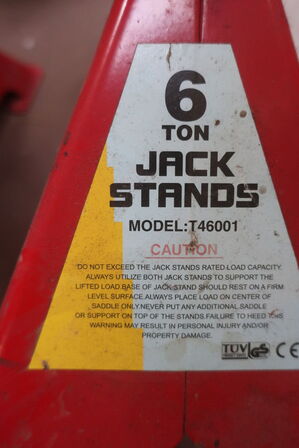 6
TON
JACK
STANDS
MODEL:T46001
CAUTION
DO NOT EXCEED THE JACK STANDS RATED LOAD CAPACITY.
ALWAYS UTILIZE BOTH JACK STANDS TO SUPPORT THE
LIFTED LOAD.BASE OF JACK STAND SHOULD REST ON A FIRM
LEVEL SURFACE.ALWAYS PLACE LOAD ON CENTER OF
SADDLE ONLY.NEVER PUT ANY ADDITIONAL SADDLE
OR SUPPORT ON TOP OF THE STANDS.FAILURE TO HEED THIS
WARNING MAY RESULT IN PERSONAL INJURY AND/OR
PROPERTY DAMAGE.
TUV GS CE